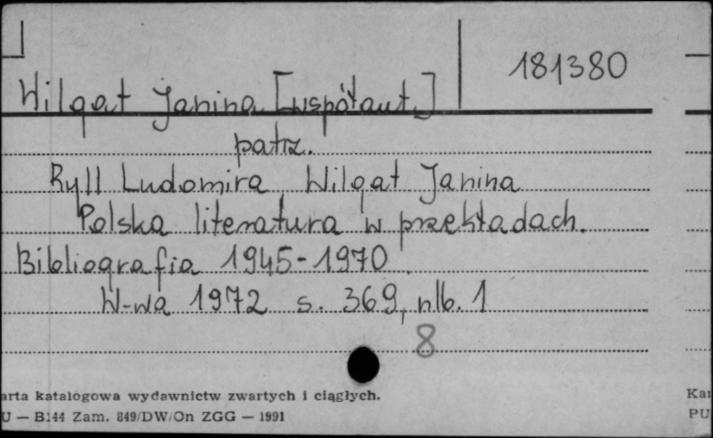 181380
Wilgat Janina [współaut.]
patrz.
Ryll Ludomira, Wilgat Janina
Polska literatura w przekładach.
Bibliografia 1945-1970.
W-wa 1972 s. 369, nlb. 1
8
arta katalogowa wydawnictw zwartych i ciągłych.
U — B144 Zam. 849/DW/On ZGG — 1991
Kar
PU